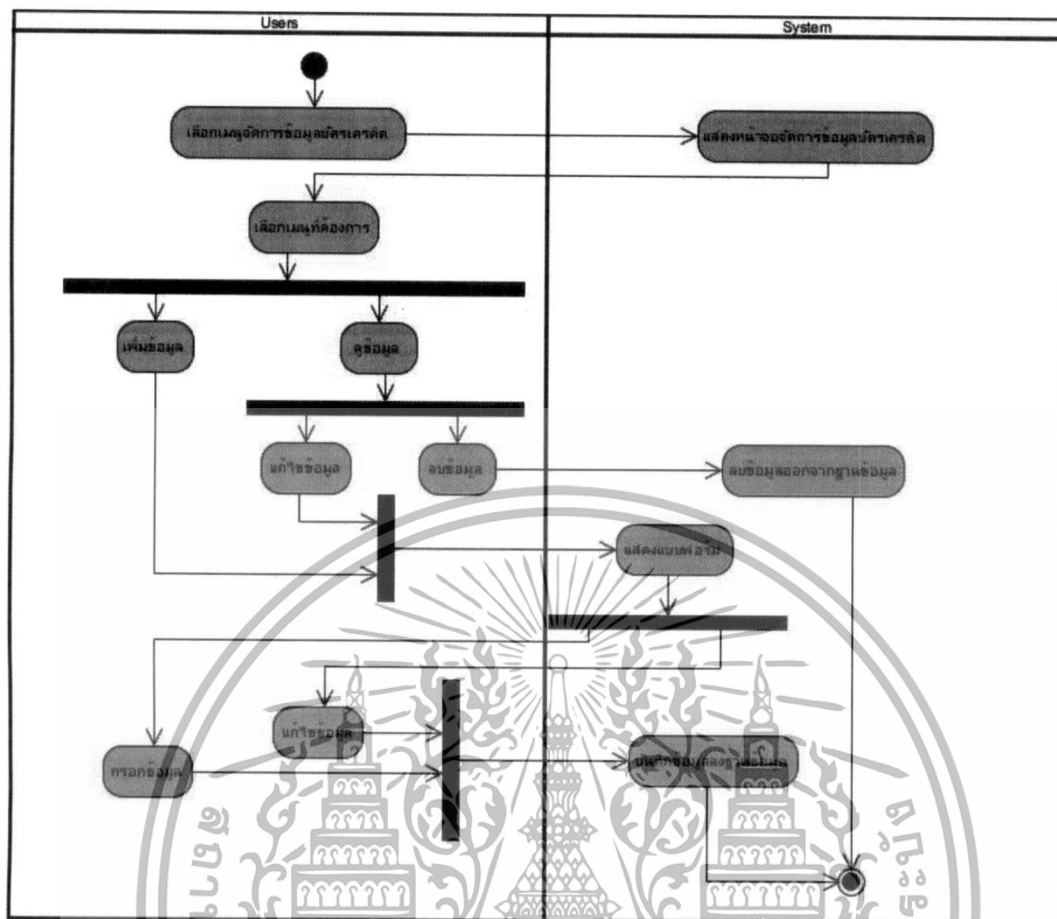 Users
System
เลือกเมนูจัดการข้อมูลบัตรเครดิต
แสดงหน้าจอจัดการข้อมูลบัตรเครดิต
เลือกเมนูที่ต้องการ
เพิ่มข้อมูล
ดูข้อมูล
แก้ไขข้อมูล
ลบข้อมูล
ลบข้อมูลออกจากฐานข้อมูล
แสดงแบบฟอร์ม
แก้ไขข้อมูล
กรอกข้อมูล
บันทึกข้อมูลลงฐานข้อมูล